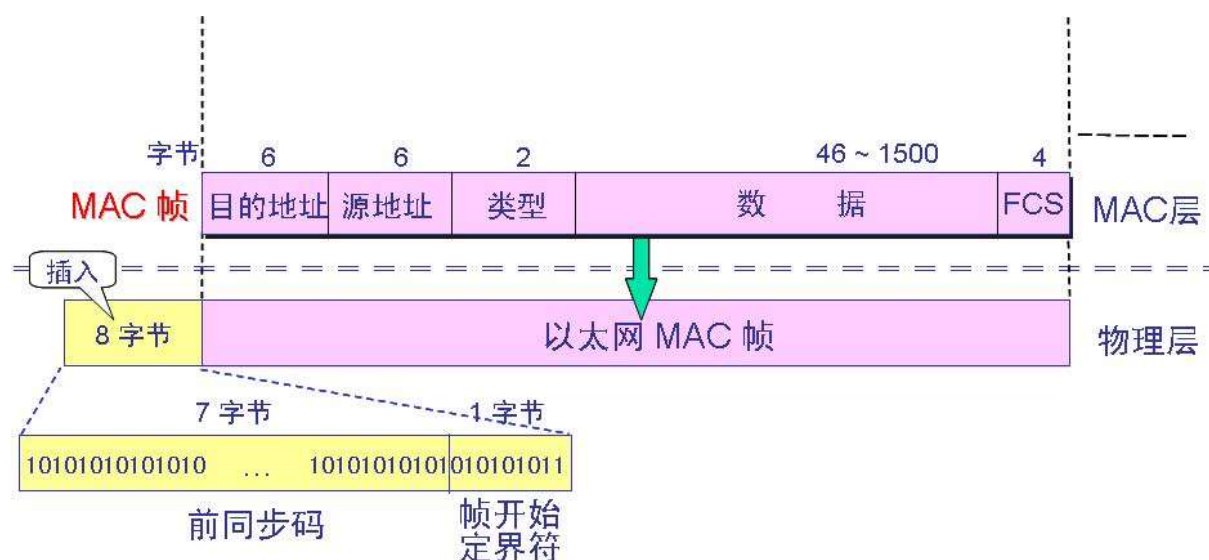 字节 6 6 2 46 ~ 1500 4
MAC 帧 目的地址 源地址 类型 数 据 FCS MAC层
插入
8 字节 以太网 MAC 帧 物理层
7 字节 1 字节
10101010101010 ... 10101010101010101011
前同步码 帧开始
定界符